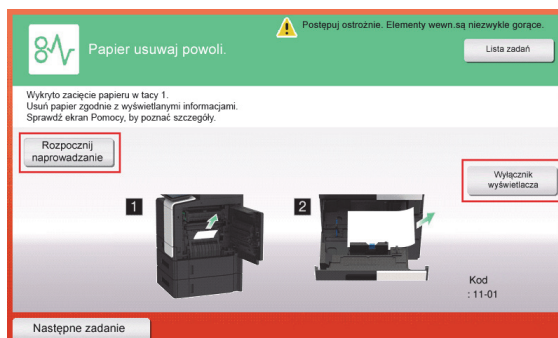 Postępuj ostrożnie. Elementy wewn.są niezwykle gorące.
Papier usuwaj powoli.
Lista zadań
Wykryto zacięcie papieru w tacy 1.
Usuń papier zgodnie z wyświetlanymi informacjami.
Sprawdź ekran Pomocy, by poznać szczegóły.
Rozpocznij
naprowadzanie
Wyłącznik
wyświetlacza
1
2
Kod
: 11-01
Następne zadanie